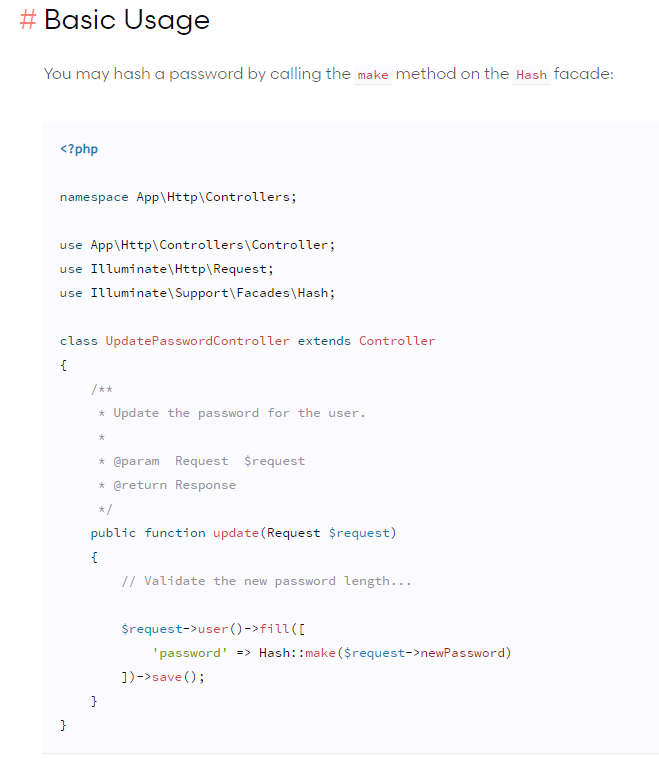 # Basic Usage
You may hash a password by calling the make method on the Hash facade:
<?php
namespace App\Http\Controllers;
use App\Http\Controllers\Controller;
use Illuminate\Http\Request;
use Illuminate\Support\Facades\Hash;
class UpdatePasswordController extends Controller
{
    /**
     * Update the password for the user.
     *
     * @param  Request  $request
     * @return Response
     */
    public function update(Request $request)
    {
        // Validate the new password length...
        $request->user()->fill([
            'password' => Hash::make($request->newPassword)
        ])->save();
    }
}